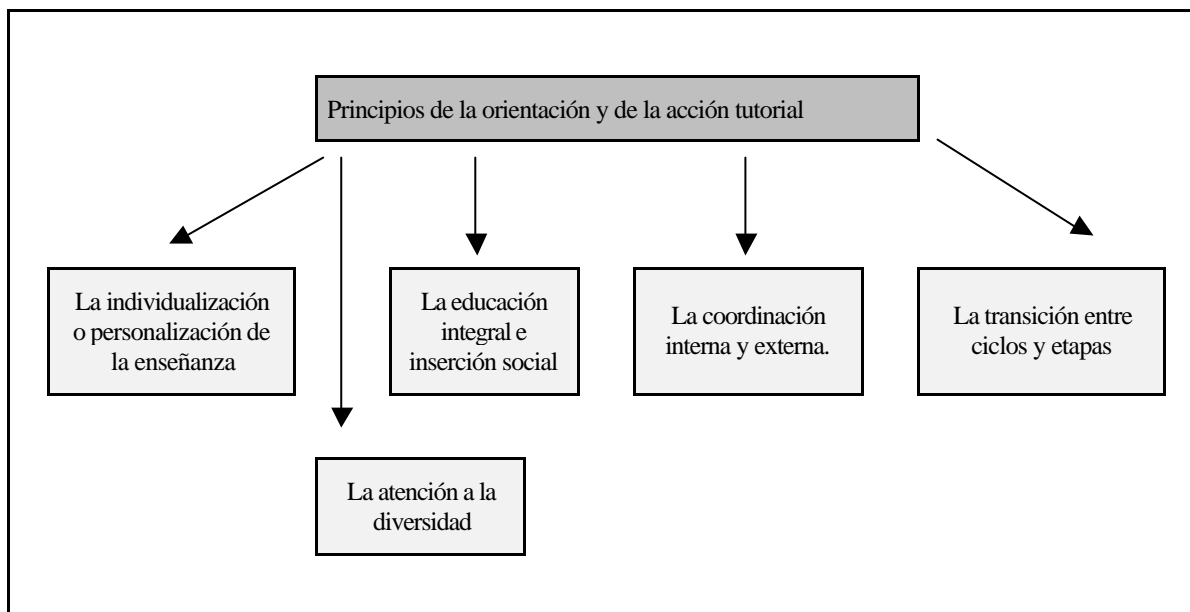 Principios de la orientación y de la acción tutorial
La individualización
o personalización de
la enseñanza
La educación
integral e
inserción social
La coordinación
interna y externa.
La transición entre
ciclos y etapas
La atención a la
diversidad